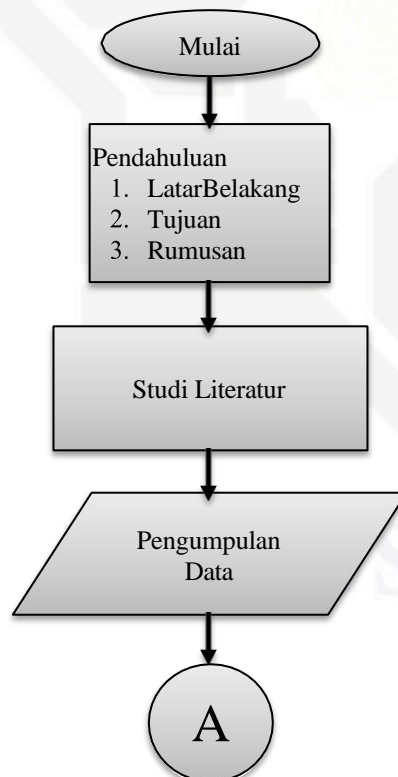 Mulai
Pendahuluan
1. LatarBelakang
2. Tujuan
3. Rumusan
Studi Literatur
Pengumpulan
Data
A